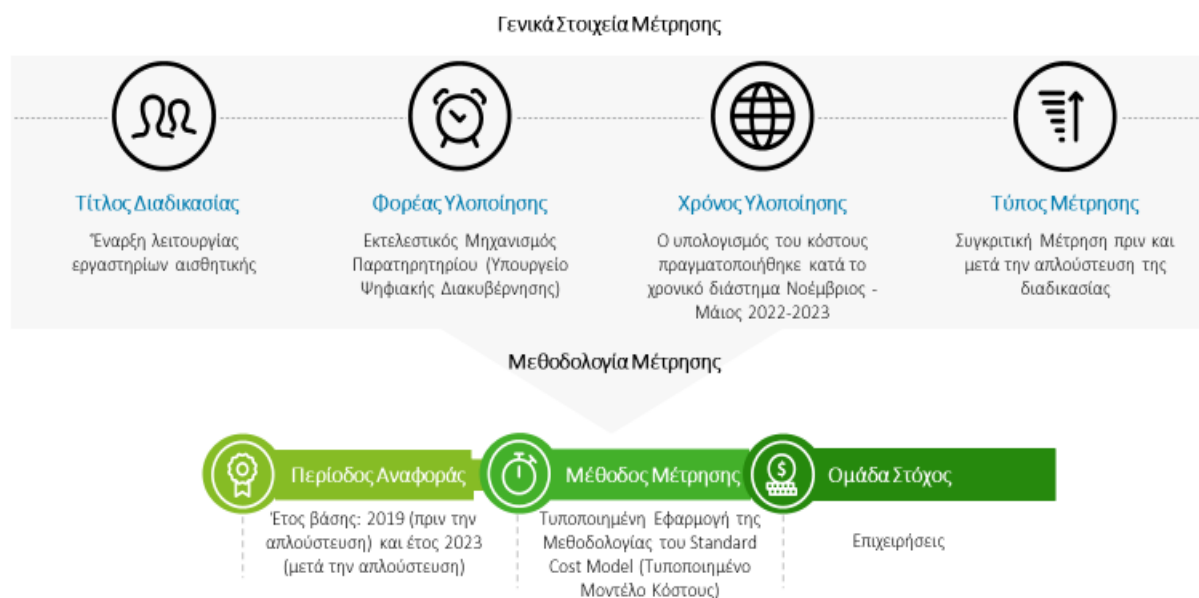 Γενικά Στοιχεία Μέτρησης
Τίτλος Διαδικασίας
Έναρξη λειτουργίας
εργαστηρίων αισθητικής
Φορέας Υλοποίησης
Εκτελεστικός Μηχανισμός
Παρατηρητηρίου (Υπουργείο
Ψηφιακής Διακυβέρνησης)
Χρόνος Υλοποίησης
Ο υπολογισμός του κόστους
πραγματοποιήθηκε κατά το
χρονικό διάστημα Νοέμβριος -
Μάιος 2022-2023
Τύπος Μέτρησης
Συγκριτική Μέτρηση πριν και
μετά την απλούστευση της
διαδικασίας
Μεθοδολογία Μέτρησης
Περίοδος Αναφοράς
Έτος βάσης: 2019 (πριν την
απλούστευση) και έτος 2023
(μετά την απλούστευση)
Μέθοδος Μέτρησης
Τυποποιημένη Εφαρμογή της
Μεθοδολογίας του Standard
Cost Model (Τυποποιημένο
Μοντέλο Κόστους)
$
Ομάδα Στόχος
Επιχειρήσεις